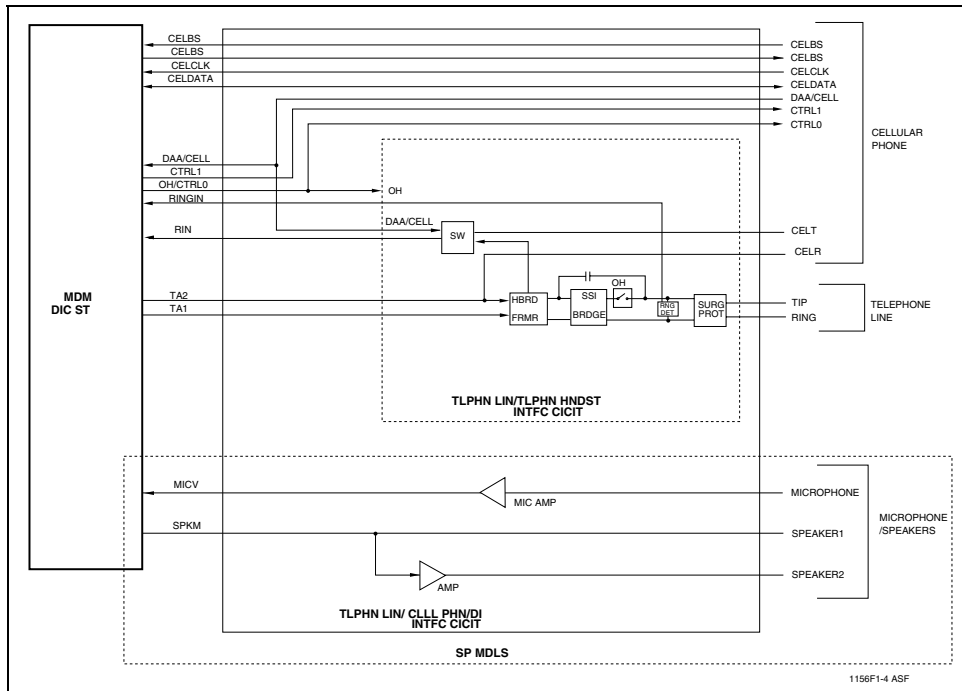 CELBS CELBS
CELBS CELBS
CELCLK CELCLK
CELDATA CELDATA
DAA/CELL
CTRL1
CTRL0
CELLULAR
PHONE
DAA/CELL
CTRL1
OH/CTRL0 OH
RINGIN
DAA/CELL
RIN SW CELT
CELR
MDM
DIC ST
TA2
TA1
HBRD
FRMR
SSI
BRDGE
OH
RNG
DET
SURG
PROT
TIP
RING
TELEPHONE
LINE
TLPHN LIN/TLPHN HNDST
INTFC CICIT
MICV MIC AMP MICROPHONE
SPKM SPEAKER1
MICROPHONE
/SPEAKERS
AMP SPEAKER2
TLPHN LIN/ CLLL PHN/DI
INTFC CICIT
SP MDLS
1156F1-4 ASF